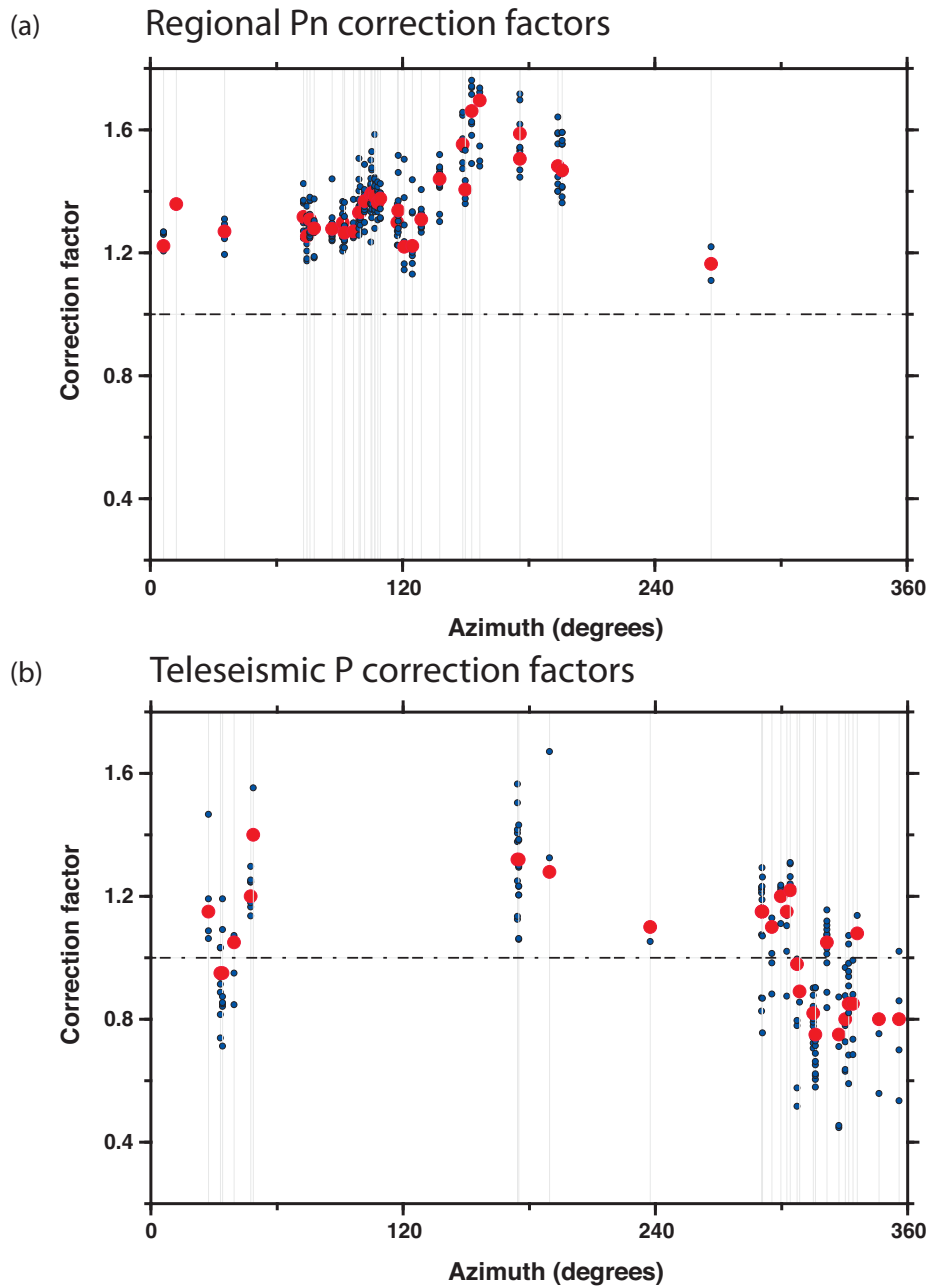 (a) Regional Pn correction factors
1.6
1.2
0.8
0.4
Correction factor
0 120 240 360
Azimuth (degrees)
(b) Teleseismic P correction factors
1.6
1.2
0.8
0.4
Correction factor
0 120 240 360
Azimuth (degrees)